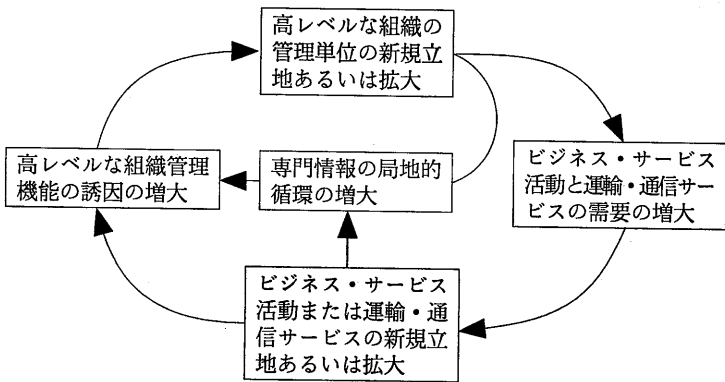 高レベルな組織の
管理単位の新規立
地あるいは拡大
高レベルな組織管理
機能の誘因の増大
専門情報の局地的
循環の増大
ビジネス・サービス
活動と運輸・通信サー
ビスの需要の増大
ビジネス・サービス
活動または運輸・通
信サービスの新規立
地あるいは拡大